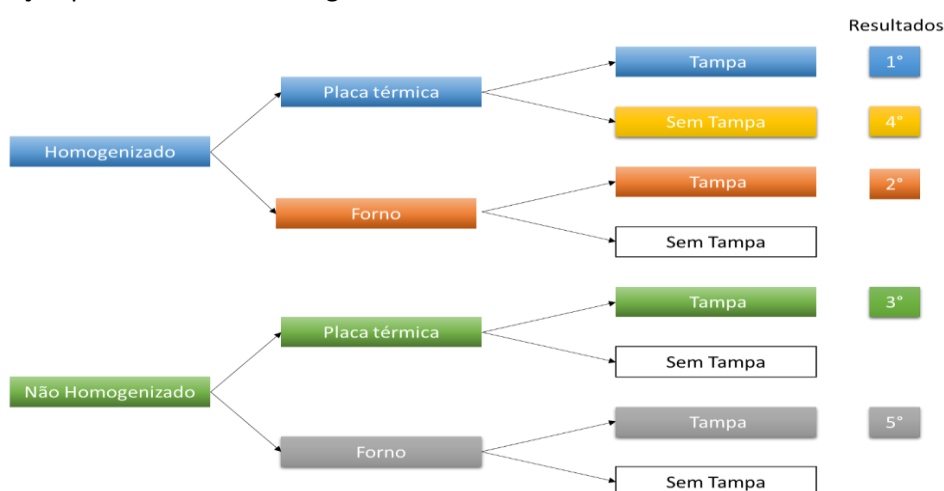 Resultados
Tampa
1°
Placa térmica
Sem Tampa
4°
Homogenizado
Tampa
2°
Forno
Sem Tampa
Tampa
3°
Placa térmica
Sem Tampa
Não Homogenizado
Tampa
5°
Forno
Sem Tampa